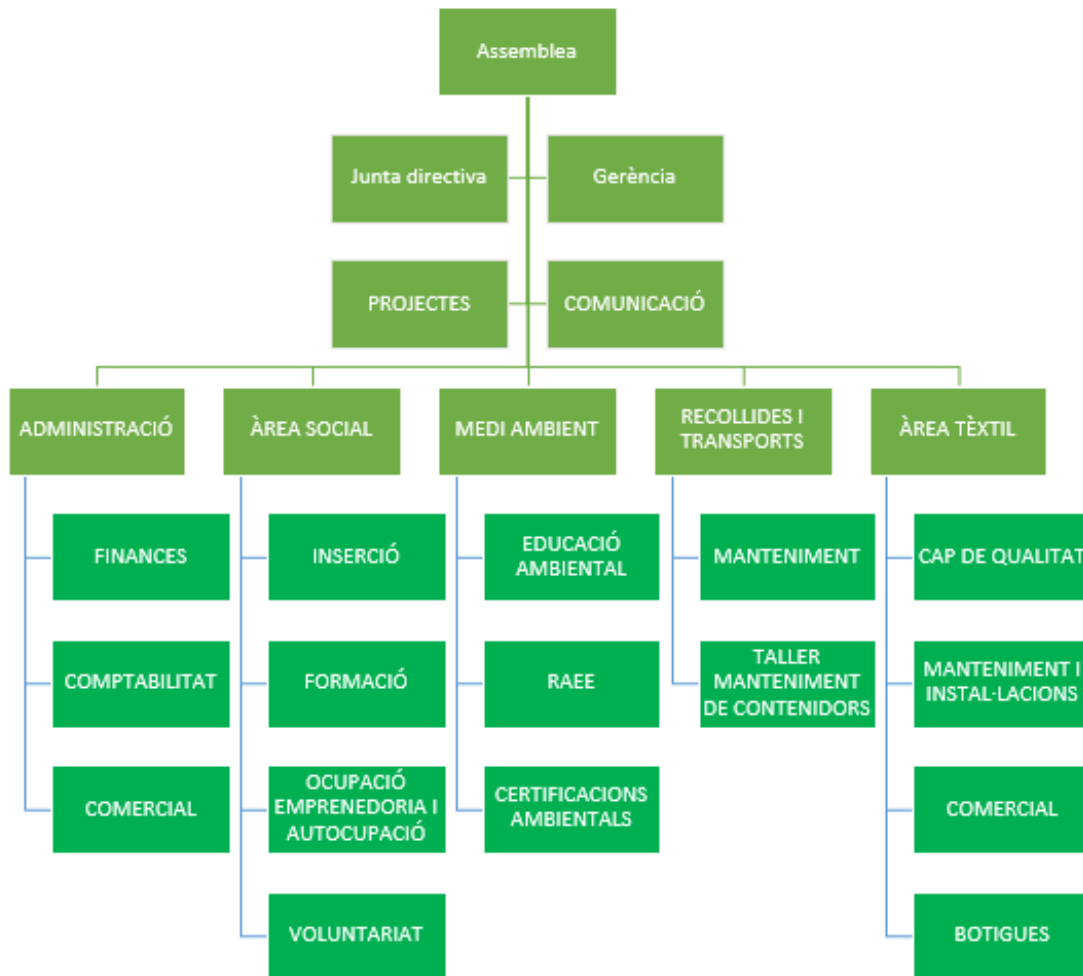 Assemblea
Junta directiva
Gerència
PROJECTES
COMUNICACIÓ
ADMINISTRACIÓ
ÀREA SOCIAL
MEDI AMBIENT
RECOLLIDES I
TRANSPORTS
ÀREA TÈXTIL
FINANCES
INSERCIÓ
EDUCACIÓ
AMBIENTAL
MANTENIMENT
CAP DE QUALITAT
COMPTABILITAT
FORMACIÓ
RAEE
TALLER
MANTENIMENT
DE CONTENIDORS
MANTENIMENT I
INSTAL·LACIONS
COMERCIAL
OCUPACIÓ
EMPRENEDORIA I
AUTOCUPACIÓ
CERTIFICACIONS
AMBIENTALS
COMERCIAL
VOLUNTARIAT
BOTIGUES